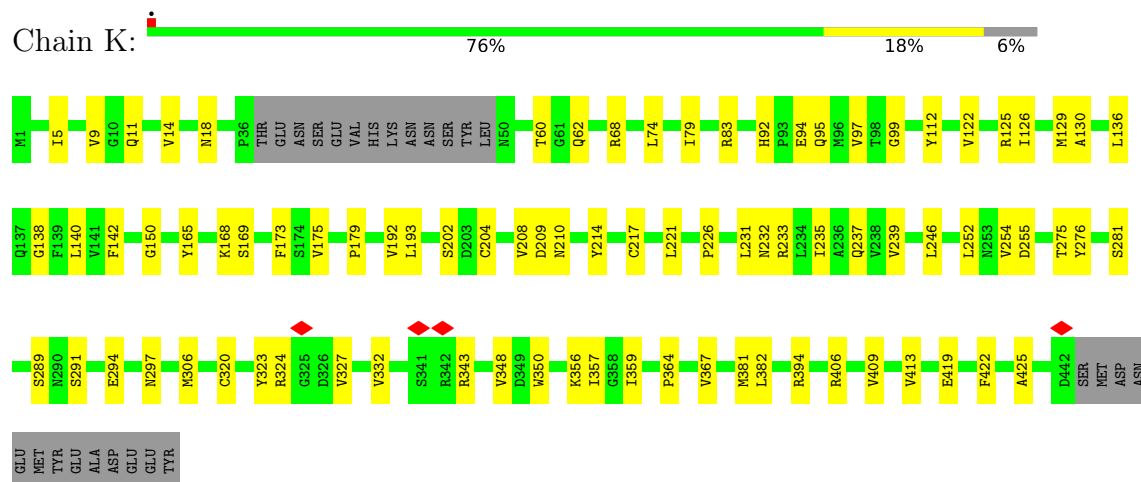 Chain K:
76% 18% 6%
M1 I5 V9 G10 Q11 V14 N18 P36 THR GLU ASN SER GLU VAL HIS LYS ASN ASN SER TYR LEU N50 T60 G61 Q62 R68 L74 I79 R83 H92 P93 E94 Q95 M96 V97 T98 G99 Y112 V122 R125 I126 M129 A130 L136
Q137 G138 F139 L140 V141 F142 G150 Y165 K168 S169 F173 S174 V175 P179 V192 L193 S202 D203 C204 V208 D209 N210 Y214 C217 L221 P226 L231 N232 R233 L234 I235 A236 Q237 V238 V239 L246 L252 N253 V254 D255 T275 Y276 S281
S289 N290 S291 E294 N297 M306 C320 Y323 R324 G325 D326 V327 V332 S341 R342 R343 V348 D349 W350 K356 I357 G358 I359 P364 V367 M381 L382 R394 R406 V409 V413 E419 F422 A425 D442 SER MET ASP ASN
GLU MET TYR GLU ALA ASP GLU GLU TYR